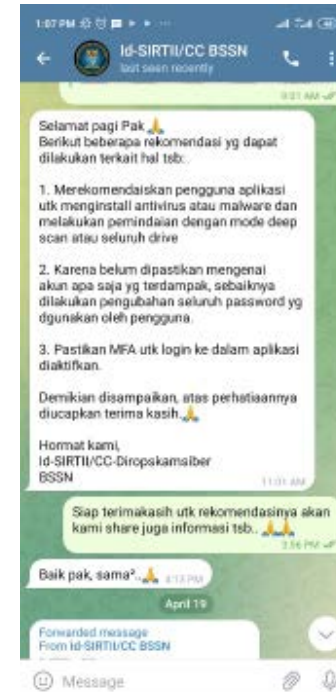 1:07 PM
Id-SIRTII/CC BSSN
last seen recently
Selamat pagi Pak🙏
Berikut beberapa rekomendasi yg dapat
dilakukan terkait hal tsb:
1. Merekomendaiskan pengguna aplikasi
utk menginstall antivirus atau malware dan
melakukan pemindaian dengan mode deep
scan atau seluruh drive
2. Karena belum dipastikan mengenai
akun apa saja yg terdampak, sebaiknya
dilakukan pengubahan seluruh password yg
dgunakan oleh pengguna.
3. Pastikan MFA utk login ke dalam aplikasi
diaktifkan.
Demikian disampaikan, atas perhatiaannya
diucapkan terima kasih.🙏
Hormat kami,
Id-SIRTII/CC-Diropskamsiber
BSSN
11:01 AM
Siap terimakasih utk rekomendasinya akan
kami share juga informasi tsb.. 🙏🙏
Baik pak, sama²..🙏 4:13 PM
April 19
Forwarded message
From Id-SIRTII/CC BSSN
Message